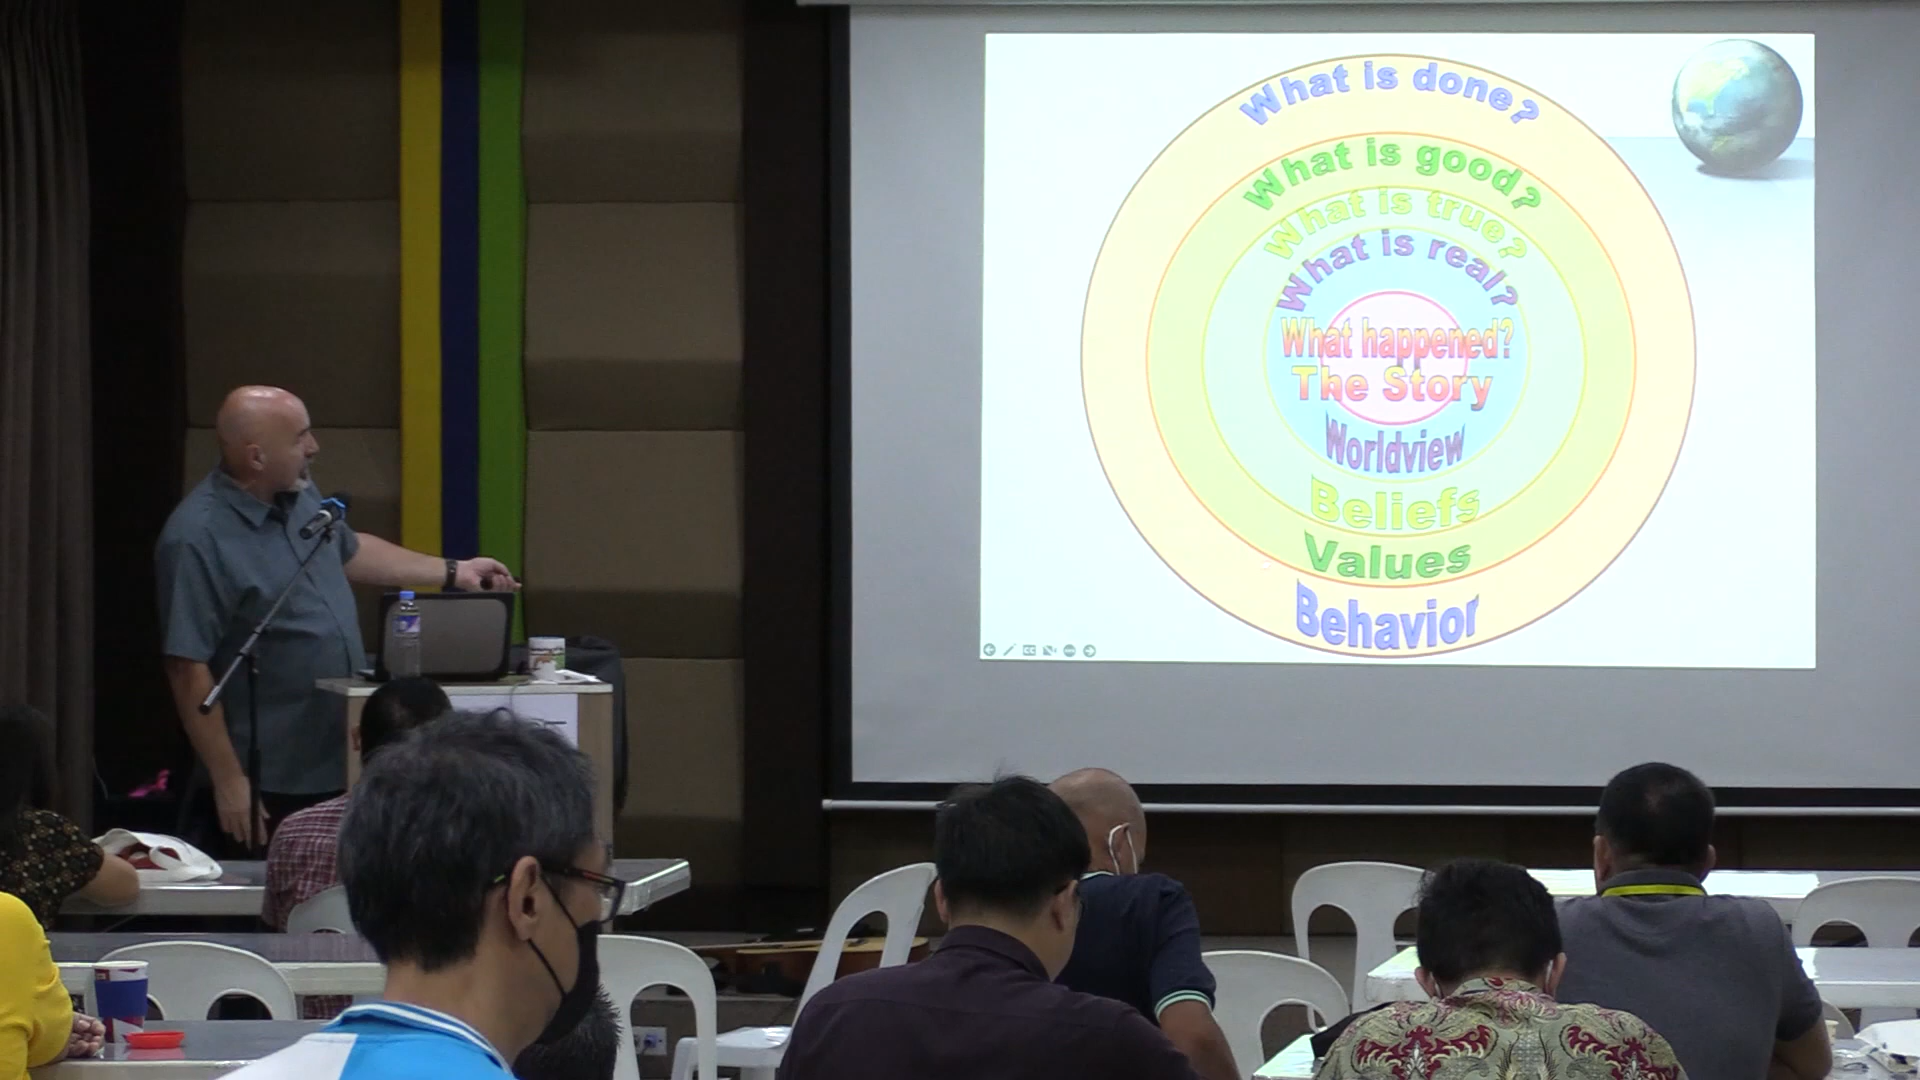 What is done?
What is good?
What is true?
What is real?
What happened?
The Story
Worldview
Beliefs
Values
Behavior
CC